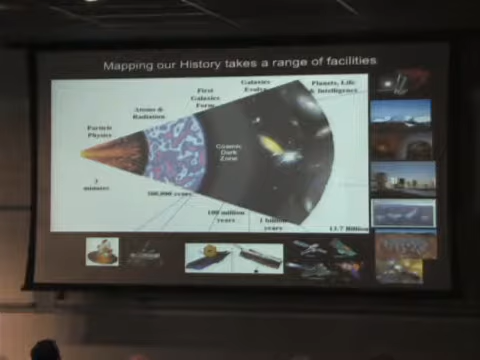 Mapping our History takes a range of facilities
Galaxies
Evolve
Planets, Life
& Intelligence
First
Galaxies
Form
Atoms &
Radiation
Particle
Physics
Cosmic
Dark
Zone
3
minutes
300,000 years
100 million
years
1 billion
years
13.7 Billion